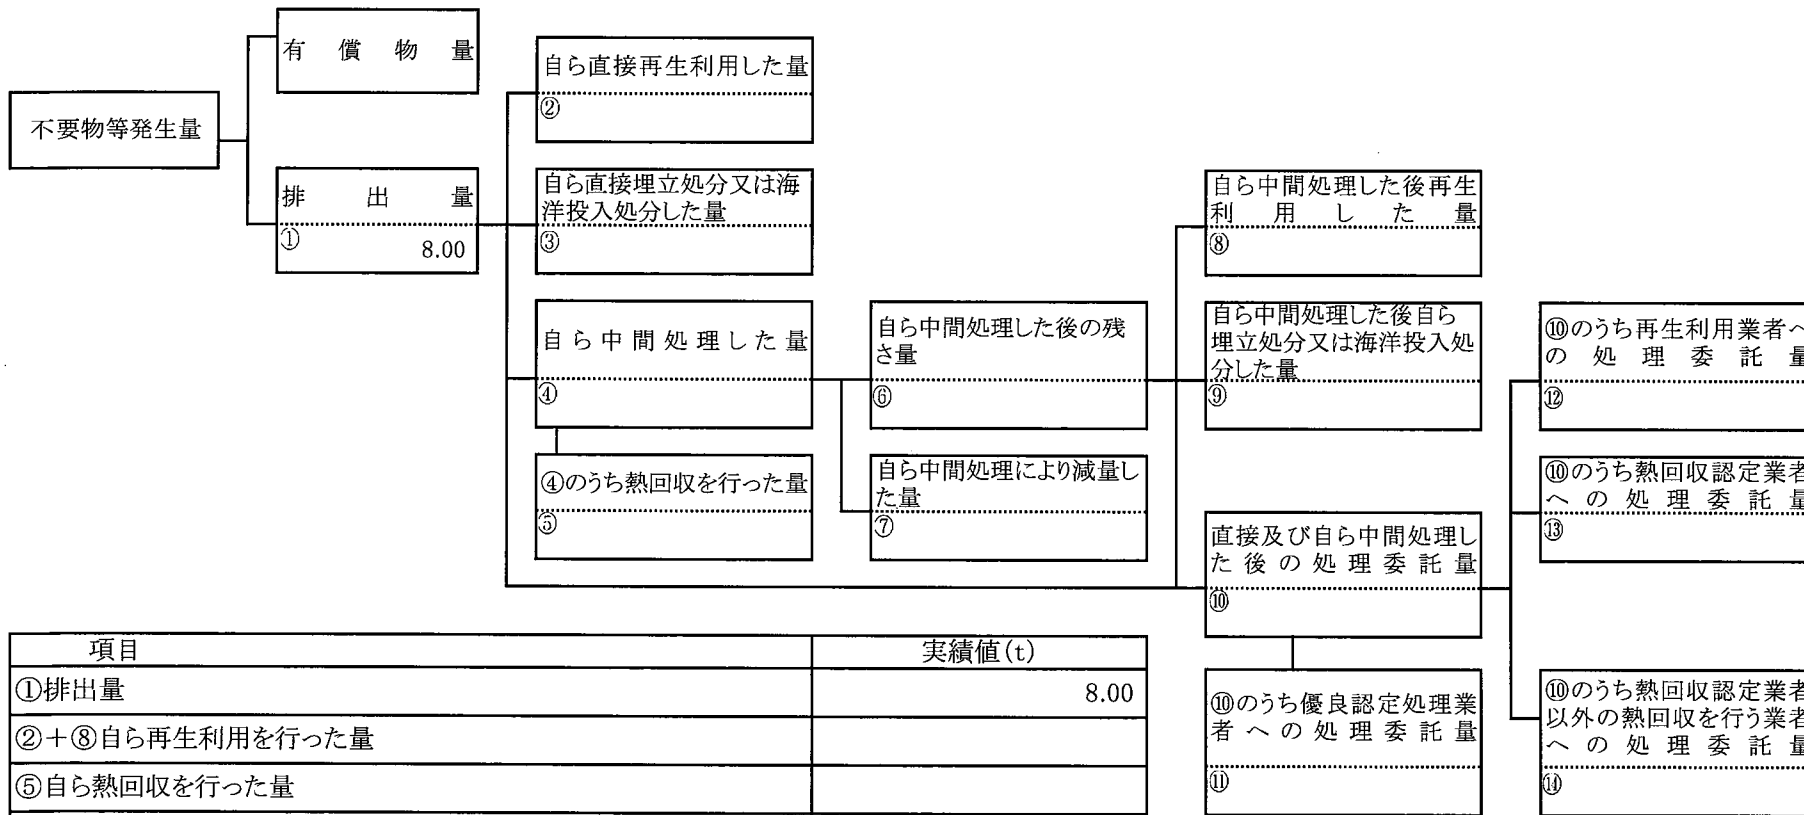 有償物量
不要物等発生量
排出量
①
8.00
自ら直接再生利用した量
②
自ら直接埋立処分又は海
洋投入処分した量
③
自ら中間処理した量
④
④のうち熱回収を行った量
⑤
自ら中間処理した後の残
さ量
⑥
自ら中間処理により減量し
た量
⑦
自ら中間処理した後再生
利用した量
⑧
自ら中間処理した後自ら
埋立処分又は海洋投入処
分した量
⑨
直接及び自ら中間処理し
た後の処理委託量
⑩
⑩のうち優良認定処理業
者への処理委託量
⑪
⑩のうち再生利用業者へ
の処理委託量
⑫
⑩のうち熱回収認定業者
への処理委託量
⑬
⑩のうち熱回収認定業者
以外の熱回収を行う業者
への処理委託量
⑭
項目 実績値(t)
①排出量 8.00
②+⑧自ら再生利用を行った量
⑤自ら熱回収を行った量